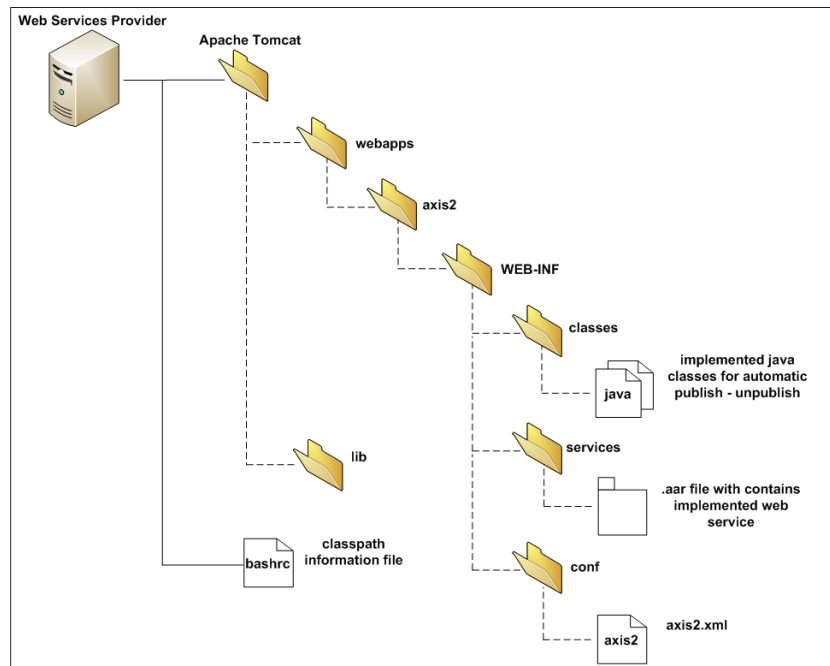 Web Services Provider
Apache Tomcat
webapps
axis2
WEB-INF
classes
java
implemented java
classes for automatic
publish - unpublish
lib
services
.aar file with contains
implemented web
service
bashrc
classpath
information file
conf
axis2
axis2.xml